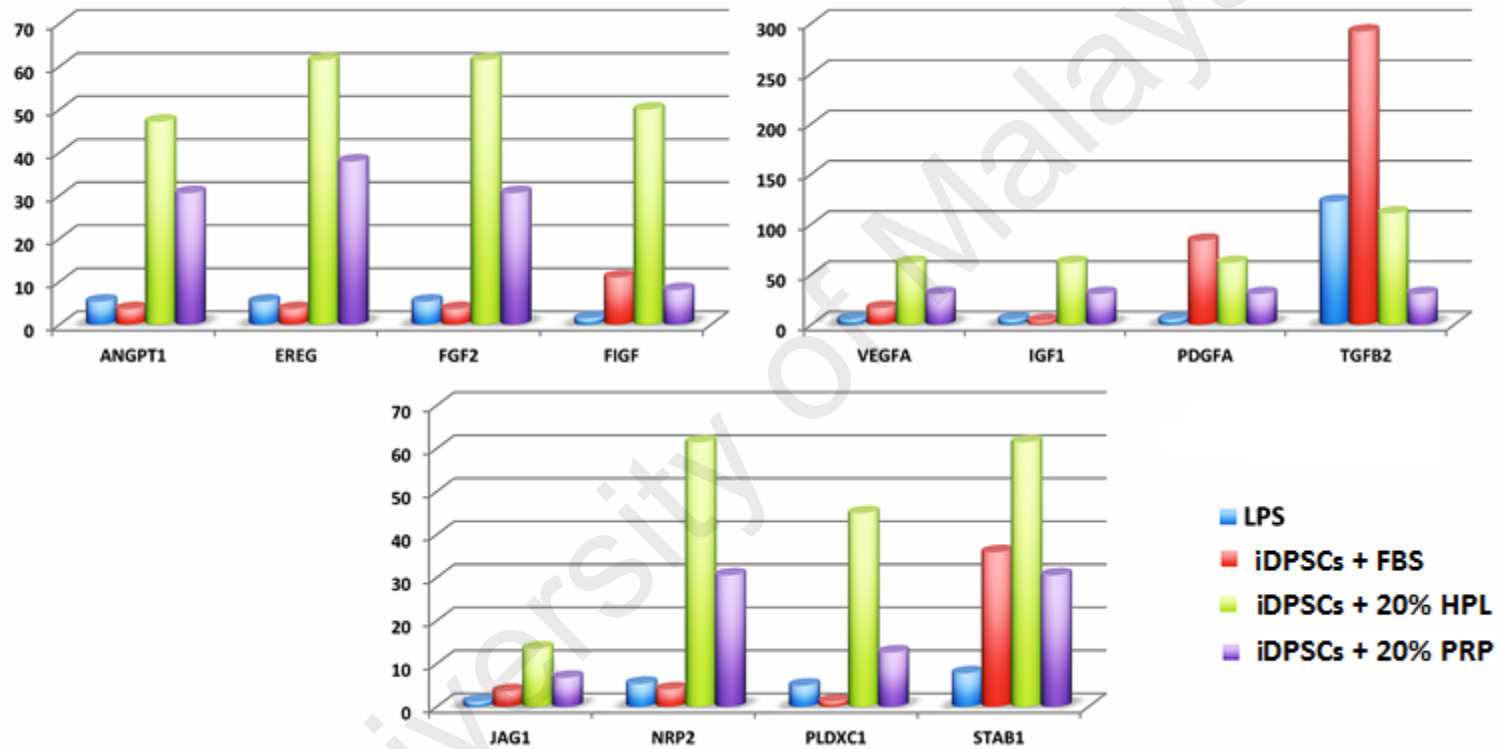 70
60
50
40
30
20
10
0
ANGPT1 EREG FGF2 FIGF
300
250
200
150
100
50
0
VEGFA IGF1 PDGFA TGFB2
70
60
50
40
30
20
10
0
JAG1 NRP2 PLDXC1 STAB1
LPS
iDPSCs + FBS
iDPSCs + 20% HPL
iDPSCs + 20% PRP
iversity of Malaya